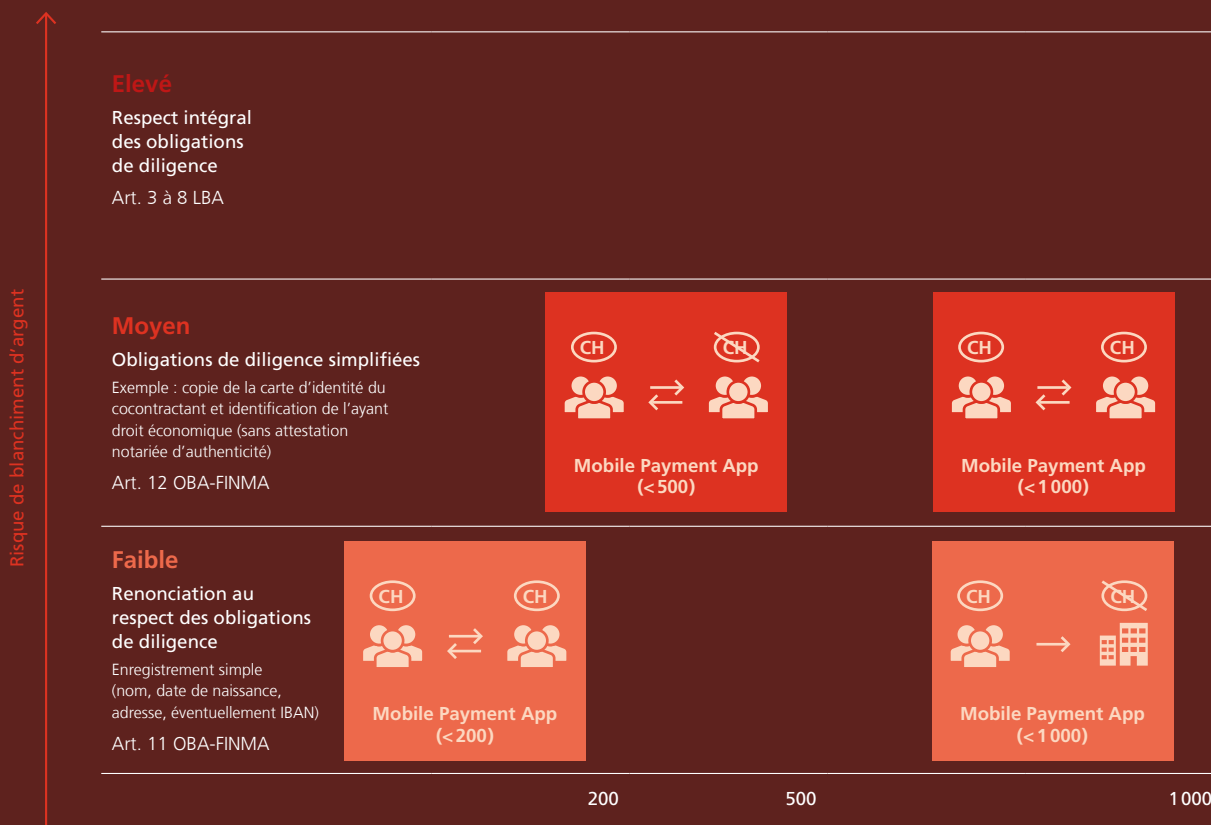 Risque de blanchiment d'argent
Elevé
Respect intégral
des obligations
de diligence
Art. 3 à 8 LBA
Moyen
Obligations de diligence simplifiées
Exemple : copie de la carte d'identité du
cocontractant et identification de l'ayant
droit économique (sans attestation
notariée d'authenticité)
Art. 12 OBA-FINMA
CH CH
Mobile Payment App
(<500)
CH CH
Mobile Payment App
(<1000)
Faible
Renonciation au
respect des obligations
de diligence
Enregistrement simple
(nom, date de naissance,
adresse, éventuellement IBAN)
Art. 11 OBA-FINMA
CH CH
Mobile Payment App
(<200)
CH CH
Mobile Payment App
(<1000)
200 500 1000